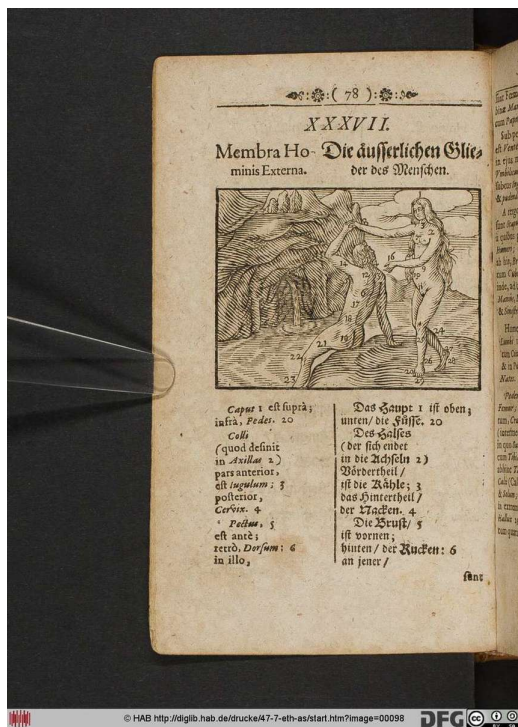 ( 78 )
XXXVII.
Membra Ho-
minis Externa.
Die äusserlichen Glie-
der des Menschen.
Caput 1 est suprà;
infrà, Pedes. 20
Colli
(quod desinit
in Axillas 2)
pars anterior,
est Iugulum; 3
posterior,
Cervix. 4
Pectus, 5
est antè;
retrò, Dorsum: 6
in illo,
Das Haupt 1 ist oben;
unten/ die Füsse. 20
Des Halses
(der sich endet
in die Achseln 2)
Vördertheil/
ist die Kähle; 3
das Hintertheil/
der Nacken. 4
Die Brust/ 5
ist vornen;
hinten/ der Rucken: 6
an jener/
sunt
© HAB http://diglib.hab.de/drucke/47-7-eth-as/start.htm?image=00098
DFG